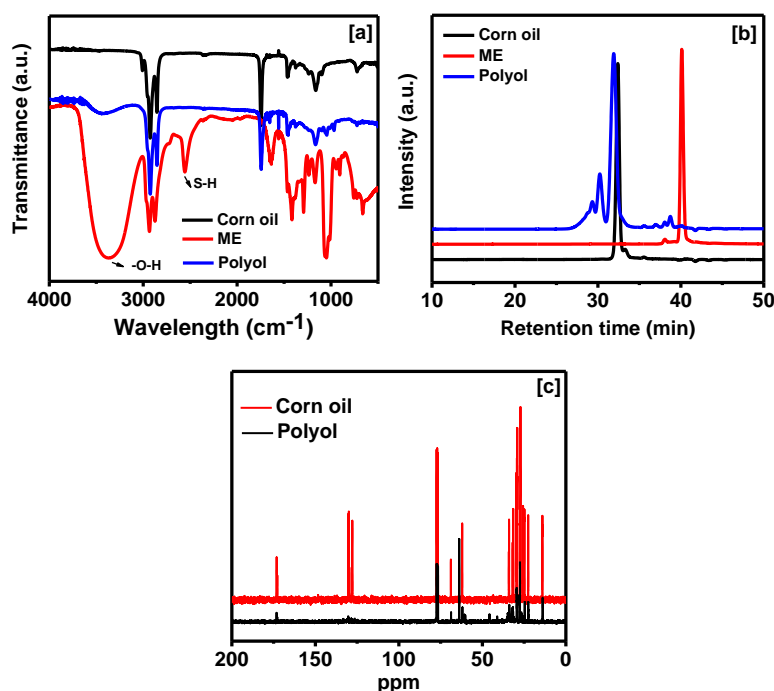 [a]
Transmittance (a.u.)
S-H
-O-H
Corn oil
ME
Polyol
4000 3000 2000 1000
Wavelength (cm-1)
[b]
Corn oil
ME
Polyol
Intensity (a.u.)
10 20 30 40 50
Retention time (min)
[c]
Corn oil
Polyol
200 150 100 50 0
ppm